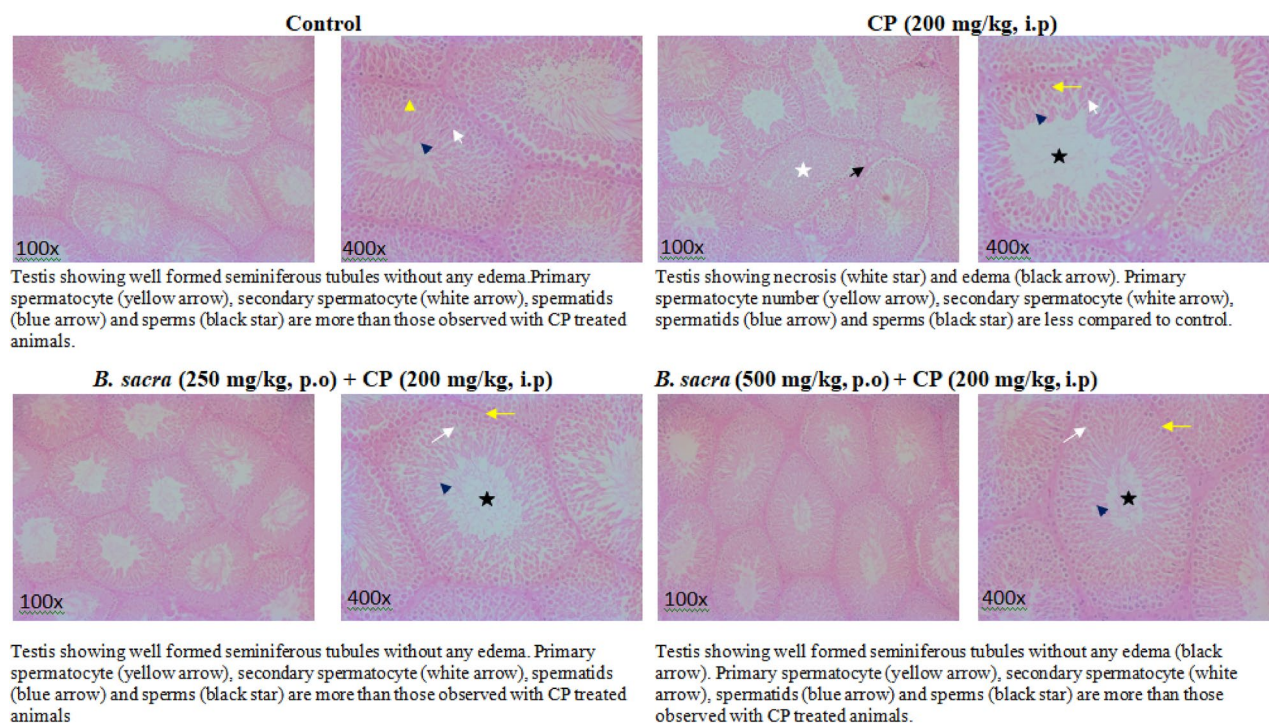 Control
100x
400x
Testis showing well formed seminiferous tubules without any edema.Primary
spermatocyte (yellow arrow), secondary spermatocyte (white arrow), spermatids
(blue arrow) and sperms (black star) are more than those observed with CP treated
animals.
CP (200 mg/kg, i.p)
100x
400x
Testis showing necrosis (white star) and edema (black arrow). Primary
spermatocyte number (yellow arrow), secondary spermatocyte (white arrow),
spermatids (blue arrow) and sperms (black star) are less compared to control.
B. sacra (250 mg/kg, p.o) + CP (200 mg/kg, i.p)
100x
400x
Testis showing well formed seminiferous tubules without any edema. Primary
spermatocyte (yellow arrow), secondary spermatocyte (white arrow), spermatids
(blue arrow) and sperms (black star) are more than those observed with CP treated
animals
B. sacra (500 mg/kg, p.o) + CP (200 mg/kg, i.p)
100x
400x
Testis showing well formed seminiferous tubules without any edema (black
arrow). Primary spermatocyte (yellow arrow), secondary spermatocyte (white
arrow), spermatids (blue arrow) and sperms (black star) are more than those
observed with CP treated animals.